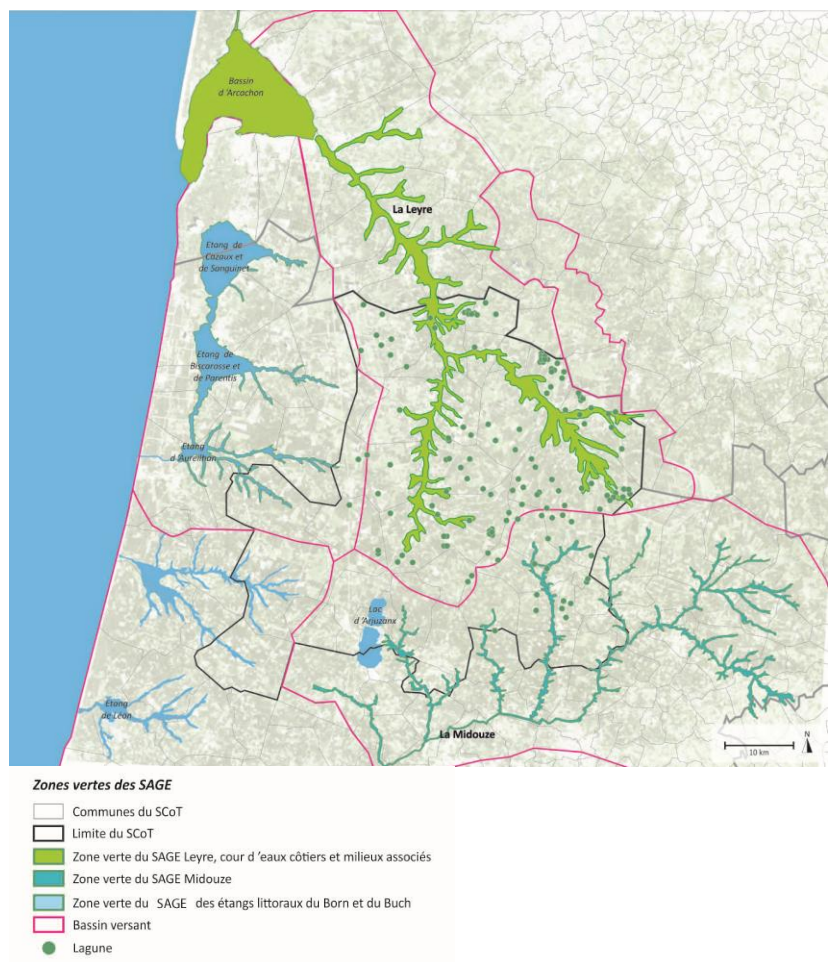 Bassin
d 'Arcachon
La Leyre
Etang de
Cazaux et
de Sanguinet
Etang de
Biscarosse et
de Parentis
Etang
d'Aureilhan
Lac
d 'Arjuzanx
Etang
de Léon
La Midouze
N
10 km
Zones vertes des SAGE
Communes du SCoT
Limite du SCoT
Zone verte du SAGE Leyre, cour d 'eaux côtiers et milieux associés
Zone verte du SAGE Midouze
Zone verte du SAGE des étangs littoraux du Born et du Buch
Bassin versant
Lagune